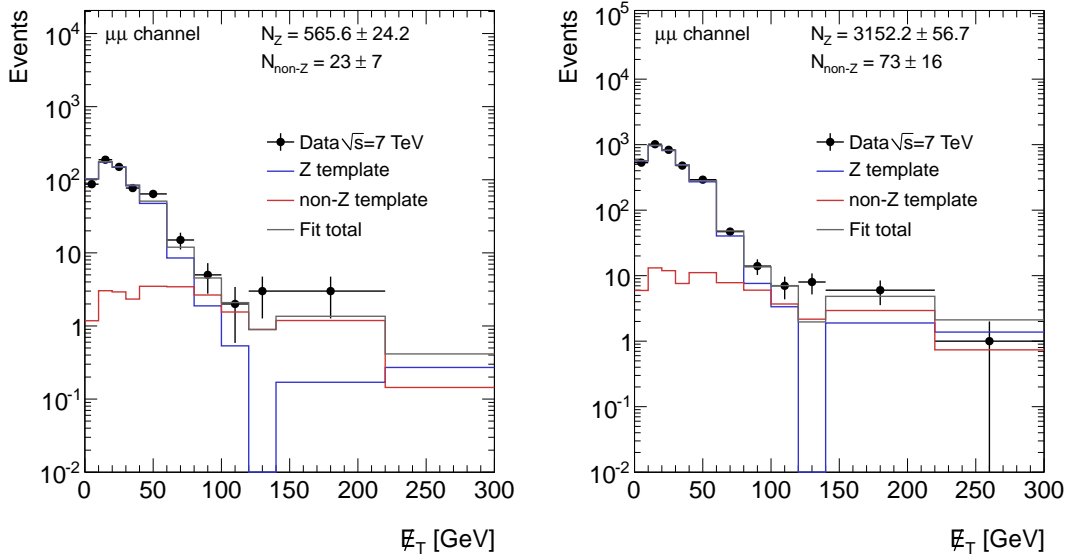 Events
μμ channel
N_Z = 565.6 ± 24.2
N_non-Z = 23 ± 7
Data √s=7 TeV
Z template
non-Z template
Fit total
10^4
10^3
10^2
10
1
10^-1
10^-2
0 50 100 150 200 250 300
E̸_T [GeV]
Events
μμ channel
N_Z = 3152.2 ± 56.7
N_non-Z = 73 ± 16
Data √s=7 TeV
Z template
non-Z template
Fit total
10^5
10^4
10^3
10^2
10
1
10^-1
10^-2
0 50 100 150 200 250 300
E̸_T [GeV]